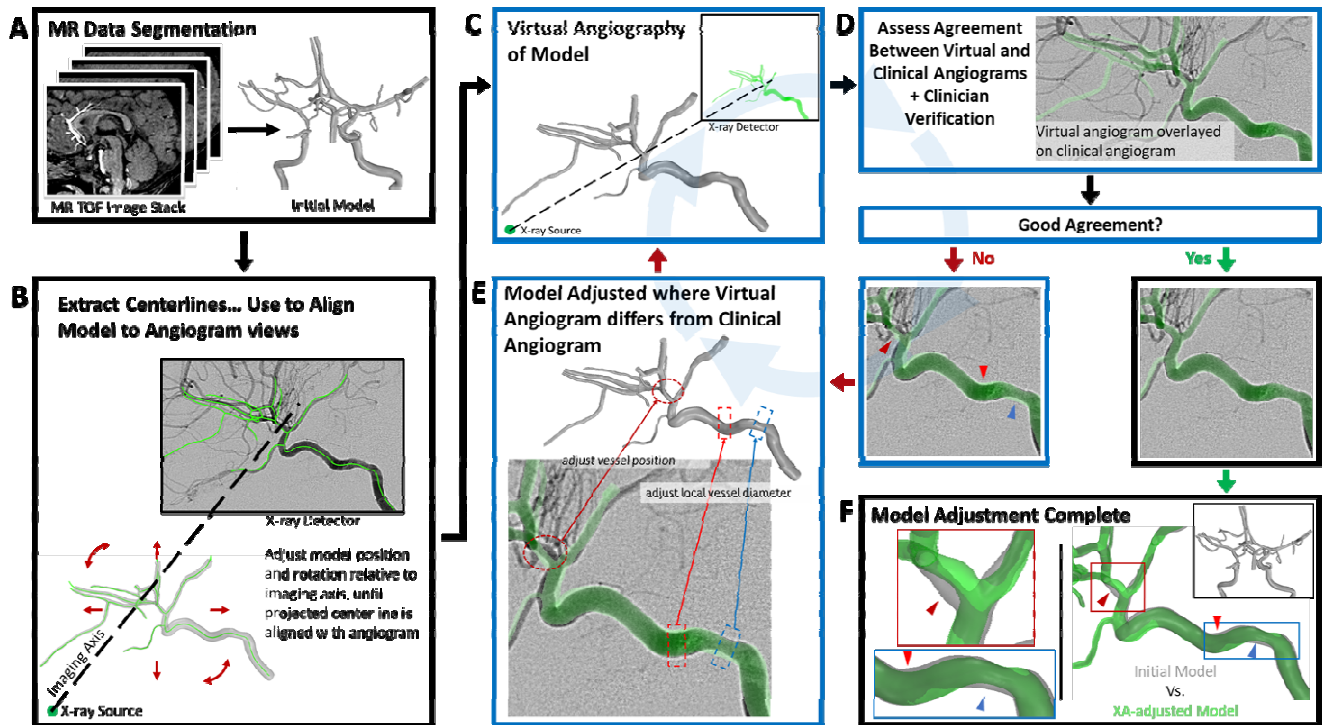 A
MR Data Segmentation
MR TOF Image Stack
Initial Model
B
Extract Centerlines... Use to Align
Model to Angiogram views
X-ray Detector
Adjust model position
and rotation relative to
imaging axis, until
projected center ine is
aligned with angiogram
Imaging Axis
X-ray Source
C
Virtual Angiography
of Model
X-ray Detector
X-ray Source
D
Assess Agreement
Between Virtual and
Clinical Angiograms
+ Clinician
Verification
Virtual angiogram overlayed
on clinical angiogram
Good Agreement?
No
Yes
E
Model Adjusted where Virtual
Angiogram differs from Clinical
Angiogram
adjust vessel position
adjust local vessel diameter
F
Model Adjustment Complete
Initial Model
Vs.
XA-adjusted Model